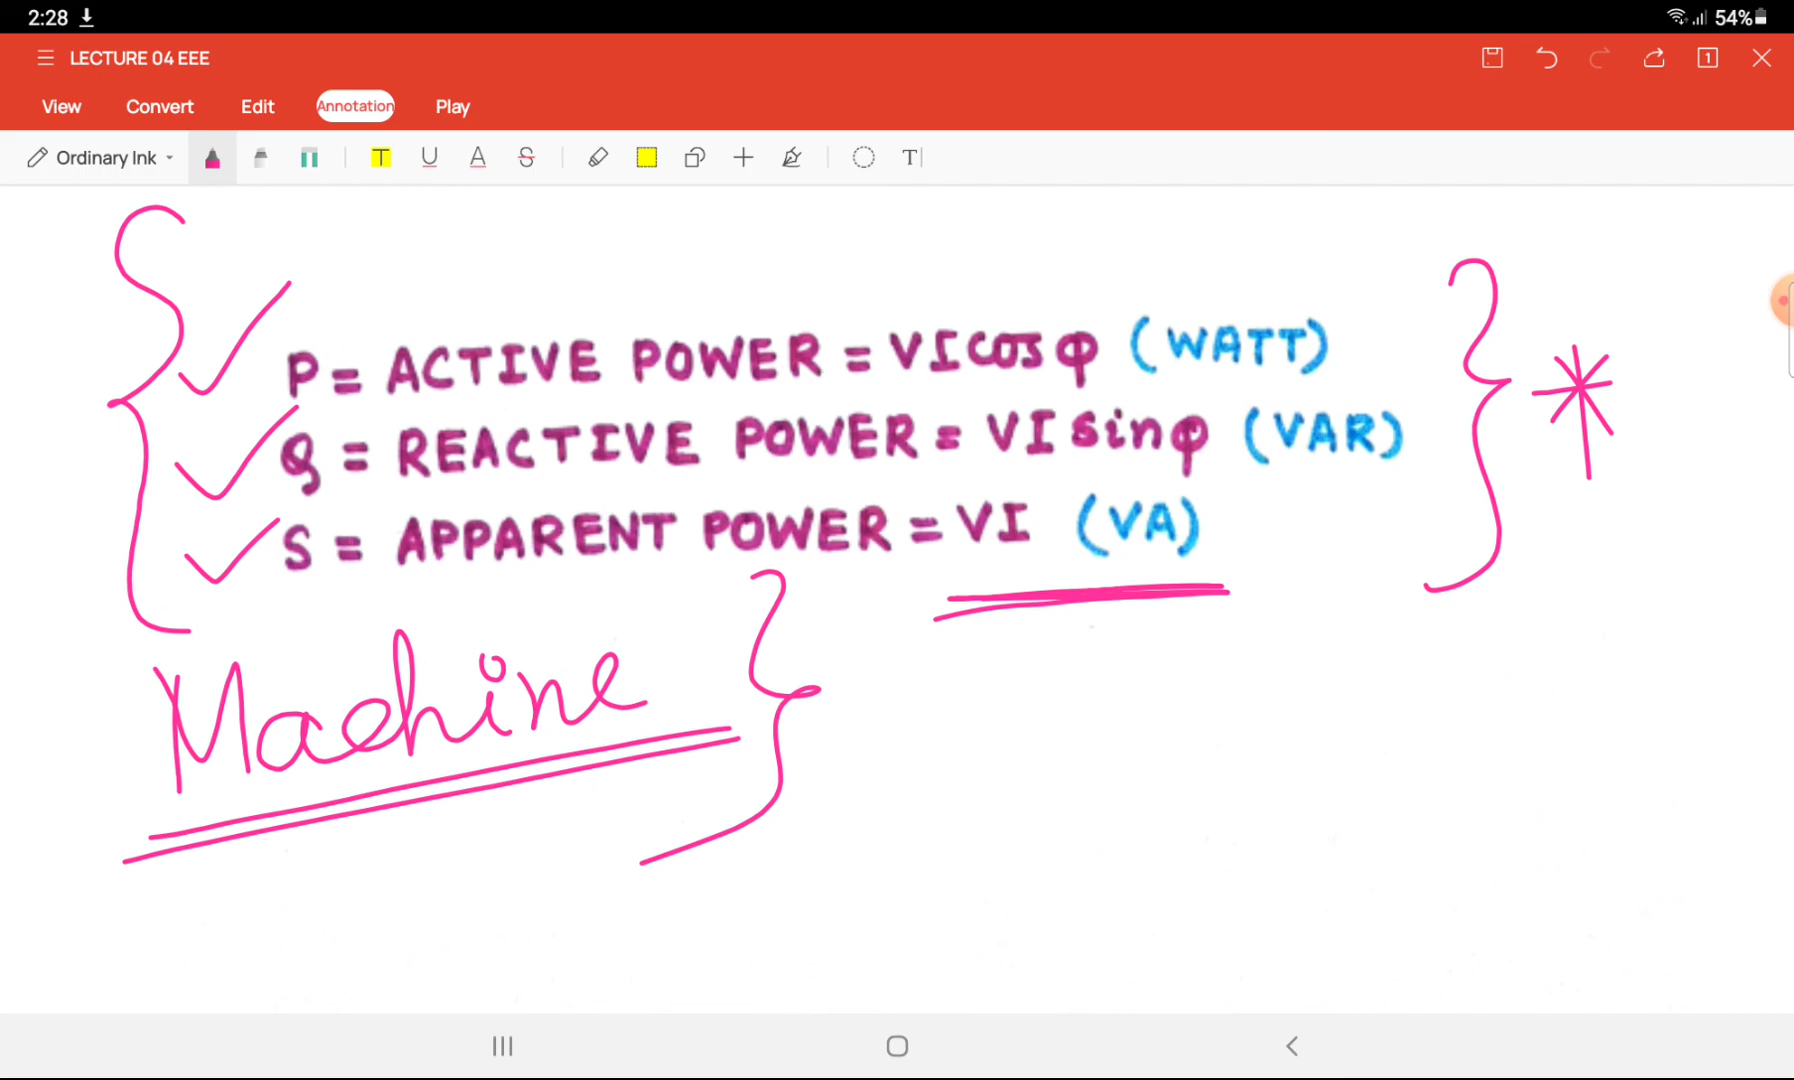 2:28
54%
LECTURE 04 EEE
1
View Convert Edit Annotation Play
Ordinary Ink T U A S T
P = ACTIVE POWER = VI cos φ (WATT)
Q = REACTIVE POWER = VI sin φ (VAR)
S = APPARENT POWER = VI (VA)
Machine